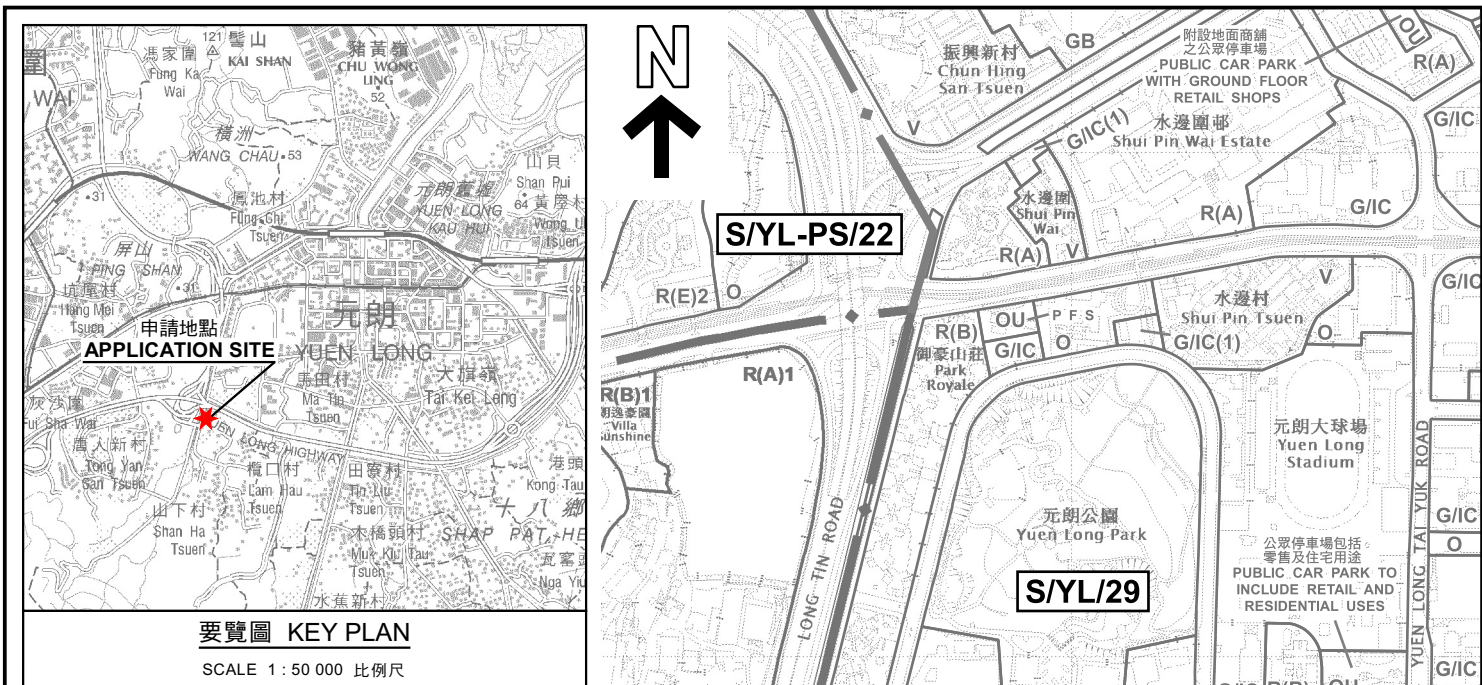 馮家圍
Fung Ka
Wai
121
髻山
KAI SHAN
豬黃嶺
CHU WONG
LING
52
圍
WAI
橫洲
WANG CHAU
53
山貝
Shan Pui
元朗舊墟
YUEN LONG
KAU HUI
64
31
鳳池村
Fung Chi
Tsuen
屏山
PING SHAN
31
坑尾村
Hang Mei
Tsuen
申請地點
APPLICATION SITE
元朗
YUEN LONG
馬田村
Ma Tin
Tsuen
大旗嶺
Tai Kei Leng
灰沙圍
Fui Sha Wai
YUEN LONG HIGHWAY
唐人新村
Tong Yan
San Tsuen
欖口村
Lam Hau
Tsuen
田寮村
Tin Liu
Tsuen
港頭
Kong Tau
山下村
Shan Ha
Tsuen
十八鄉
SHAP PAT HE
木橋頭村
Muk Kiu Tau
Tsuen
Nga Yiu
水蕉新村
要覽圖 KEY PLAN
SCALE 1 : 50 000 比例尺
N
振興新村
Chun Hing
San Tsuen
GB
附設地面商舖
之公眾停車場
PUBLIC CAR PARK
WITH GROUND FLOOR
RETAIL SHOPS
OU
R(A)
G/IC
V
G/IC(1)
水邊圍邨
Shui Pin Wai Estate
水邊圍
Shui Pin
Wai
S/YL-PS/22
R(A)
V
R(A)
G/IC
R(E)2
O
水邊村
Shui Pin Tsuen
V
G/IC
R(B)
OU
PFS
G/IC
O
G/IC(1)
O
御豪山莊
Park
Royale
R(A)1
R(B)1
朗逸豪園
Villa
Sunshine
元朗大球場
Yuen Long
Stadium
LONG TIN ROAD
元朗公園
Yuen Long Park
S/YL/29
公眾停車場包括
零售及住宅用途
PUBLIC CAR PARK TO
INCLUDE RETAIL AND
RESIDENTIAL USES
YUEN LONG TAI YUK ROAD
G/IC
O
G/IC